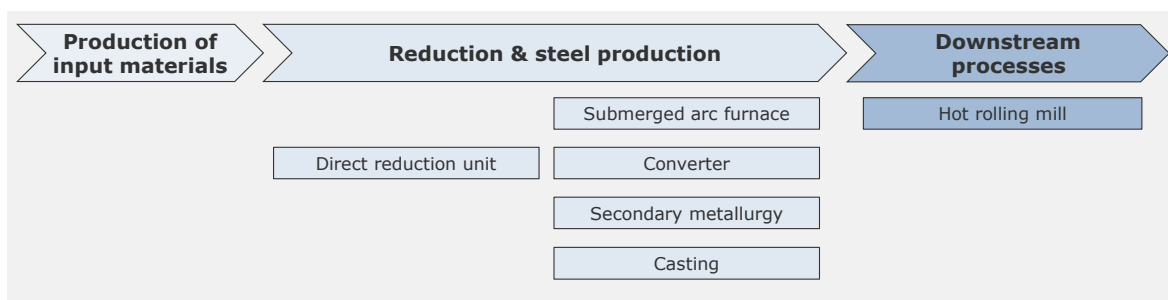 Production of
input materials
Reduction & steel production
Downstream
processes
Submerged arc furnace
Hot rolling mill
Direct reduction unit
Converter
Secondary metallurgy
Casting